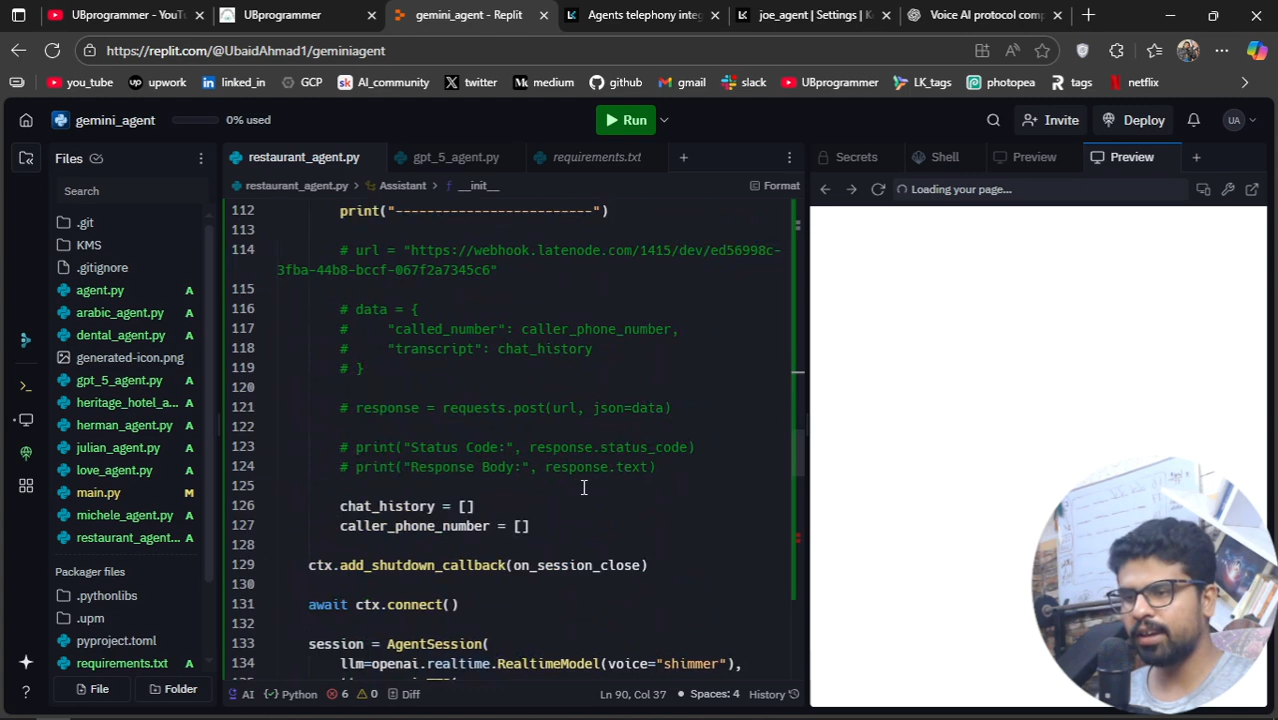 UBprogrammer - YouTu
UBprogrammer
gemini_agent - Replit
Agents telephony inte
joe_agent | Settings | K
Voice AI protocol com
https://replit.com/@UbaidAhmad1/geminiagent
you_tube
upwork
linked_in
GCP
AI_community
twitter
medium
github
gmail
slack
UBprogrammer
LK_tags
photopea
tags
netflix
gemini_agent
0% used
Run
Invite
Deploy
UA
Files
restaurant_agent.py
gpt_5_agent.py
requirements.txt
Secrets
Shell
Preview
Preview
Search
restaurant_agent.py > Assistant > __init__
Format
Loading your page...
.git
KMS
.gitignore
agent.py A
arabic_agent.py A
dental_agent.py A
generated-icon.png
gpt_5_agent.py A
heritage_hotel_a... A
herman_agent.py A
julian_agent.py A
love_agent.py A
main.py M
michele_agent.py A
restaurant_agent... A
Packager files
.pythonlibs
.upm
pyproject.toml
requirements.txt A
File
Folder
112 print("-------------------------")
113
114 # url = "https://webhook.latenode.com/1415/dev/ed56998c-
3fba-44b8-bccf-067f2a7345c6"
115
116 # data = {
117 #     "called_number": caller_phone_number,
118 #     "transcript": chat_history
119 # }
120
121 # response = requests.post(url, json=data)
122
123 # print("Status Code:", response.status_code)
124 # print("Response Body:", response.text)
125
126 chat_history = []
127 caller_phone_number = []
128
129 ctx.add_shutdown_callback(on_session_close)
130
131 await ctx.connect()
132
133 session = AgentSession(
134 llm=openai.realtime.RealtimeModel(voice="shimmer"),
AI
Python
6
0
Diff
Ln 90, Col 37
Spaces: 4
History